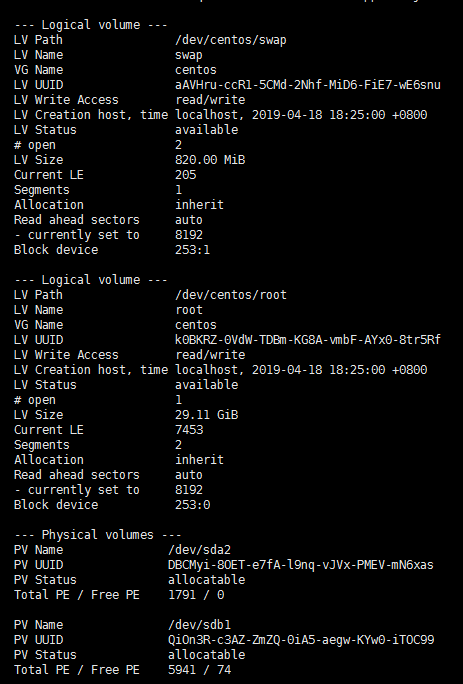 --- Logical volume ---
LV Path /dev/centos/swap
LV Name swap
VG Name centos
LV UUID aAVHru-ccR1-5CMd-2Nhf-MiD6-FiE7-wE6snu
LV Write Access read/write
LV Creation host, time localhost, 2019-04-18 18:25:00 +0800
LV Status available
# open 2
LV Size 820.00 MiB
Current LE 205
Segments 1
Allocation inherit
Read ahead sectors auto
- currently set to 8192
Block device 253:1
--- Logical volume ---
LV Path /dev/centos/root
LV Name root
VG Name centos
LV UUID k0BKRZ-0VdW-TDBm-KG8A-vmbF-AYx0-8tr5Rf
LV Write Access read/write
LV Creation host, time localhost, 2019-04-18 18:25:00 +0800
LV Status available
# open 1
LV Size 29.11 GiB
Current LE 7453
Segments 2
Allocation inherit
Read ahead sectors auto
- currently set to 8192
Block device 253:0
--- Physical volumes ---
PV Name /dev/sda2
PV UUID DBCMyi-8OET-e7fA-l9nq-vJVx-PMEV-mN6xas
PV Status allocatable
Total PE / Free PE 1791 / 0
PV Name /dev/sdb1
PV UUID QiOn3R-c3AZ-ZmZQ-0iA5-aegw-KYw0-iTOC99
PV Status allocatable
Total PE / Free PE 5941 / 74